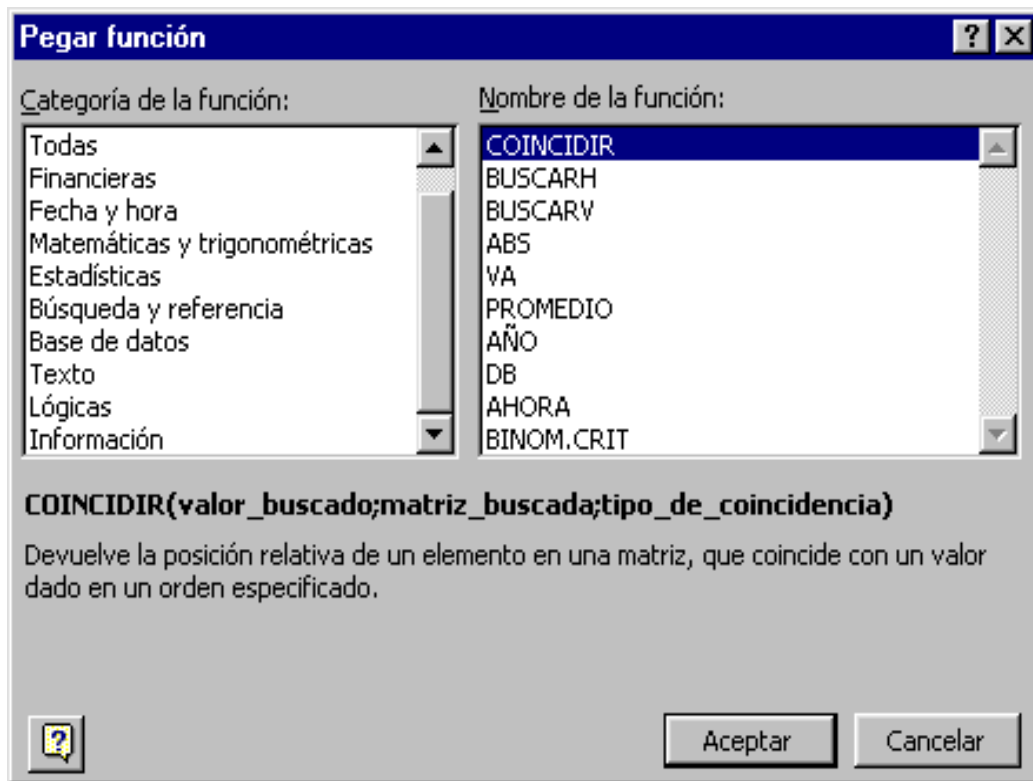 Pegar función
Categoría de la función:
Todas
Financieras
Fecha y hora
Matemáticas y trigonométricas
Estadísticas
Búsqueda y referencia
Base de datos
Texto
Lógicas
Información
Nombre de la función:
COINCIDIR
BUSCARH
BUSCARV
ABS
VA
PROMEDIO
AÑO
DB
AHORA
BINOM.CRIT
COINCIDIR(valor_buscado;matriz_buscada;tipo_de_coincidencia)
Devuelve la posición relativa de un elemento en una matriz, que coincide con un valor
dado en un orden especificado.
Aceptar
Cancelar